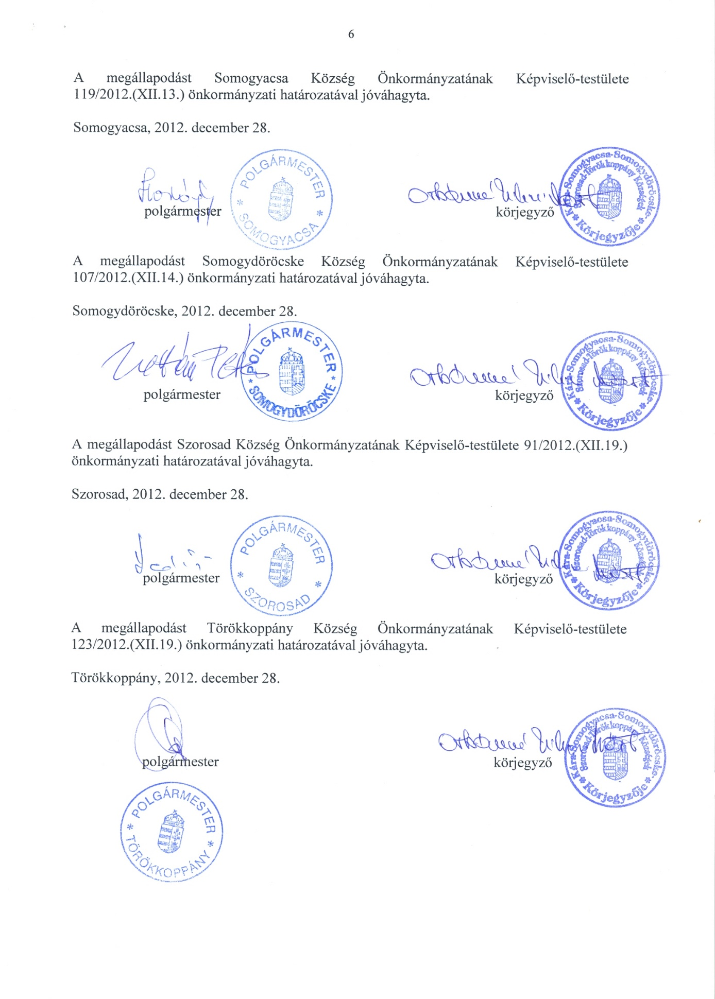 6
A megállapodást Somogyacsa Község Önkormányzatának Képviselő-testülete
119/2012.(XII.13.) önkormányzati határozatával jóváhagyta.
Somogyacsa, 2012. december 28.
polgármester
POLGÁRMESTER
* SOMOGYACSA *
körjegyző
Kára-Somogyacsa-Somogydöröcske-
Szorosad-Törökkoppány Községek
* Körjegyzője *
A megállapodást Somogydöröcske Község Önkormányzatának Képviselő-testülete
107/2012.(XII.14.) önkormányzati határozatával jóváhagyta.
Somogydöröcske, 2012. december 28.
polgármester
POLGÁRMESTER
* SOMOGYDÖRÖCSKE *
körjegyző
Kára-Somogyacsa-Somogydöröcske-
Szorosad-Törökkoppány Községek
* Körjegyzője *
A megállapodást Szorosad Község Önkormányzatának Képviselő-testülete 91/2012.(XII.19.)
önkormányzati határozatával jóváhagyta.
Szorosad, 2012. december 28.
polgármester
POLGÁRMESTER
* SZOROSAD *
körjegyző
Kára-Somogyacsa-Somogydöröcske-
Szorosad-Törökkoppány Községek
* Körjegyzője *
A megállapodást Törökkoppány Község Önkormányzatának Képviselő-testülete
123/2012.(XII.19.) önkormányzati határozatával jóváhagyta.
Törökkoppány, 2012. december 28.
polgármester
körjegyző
Kára-Somogyacsa-Somogydöröcske-
Szorosad-Törökkoppány Községek
* Körjegyzője *
POLGÁRMESTER
* TÖRÖKKOPPÁNY *